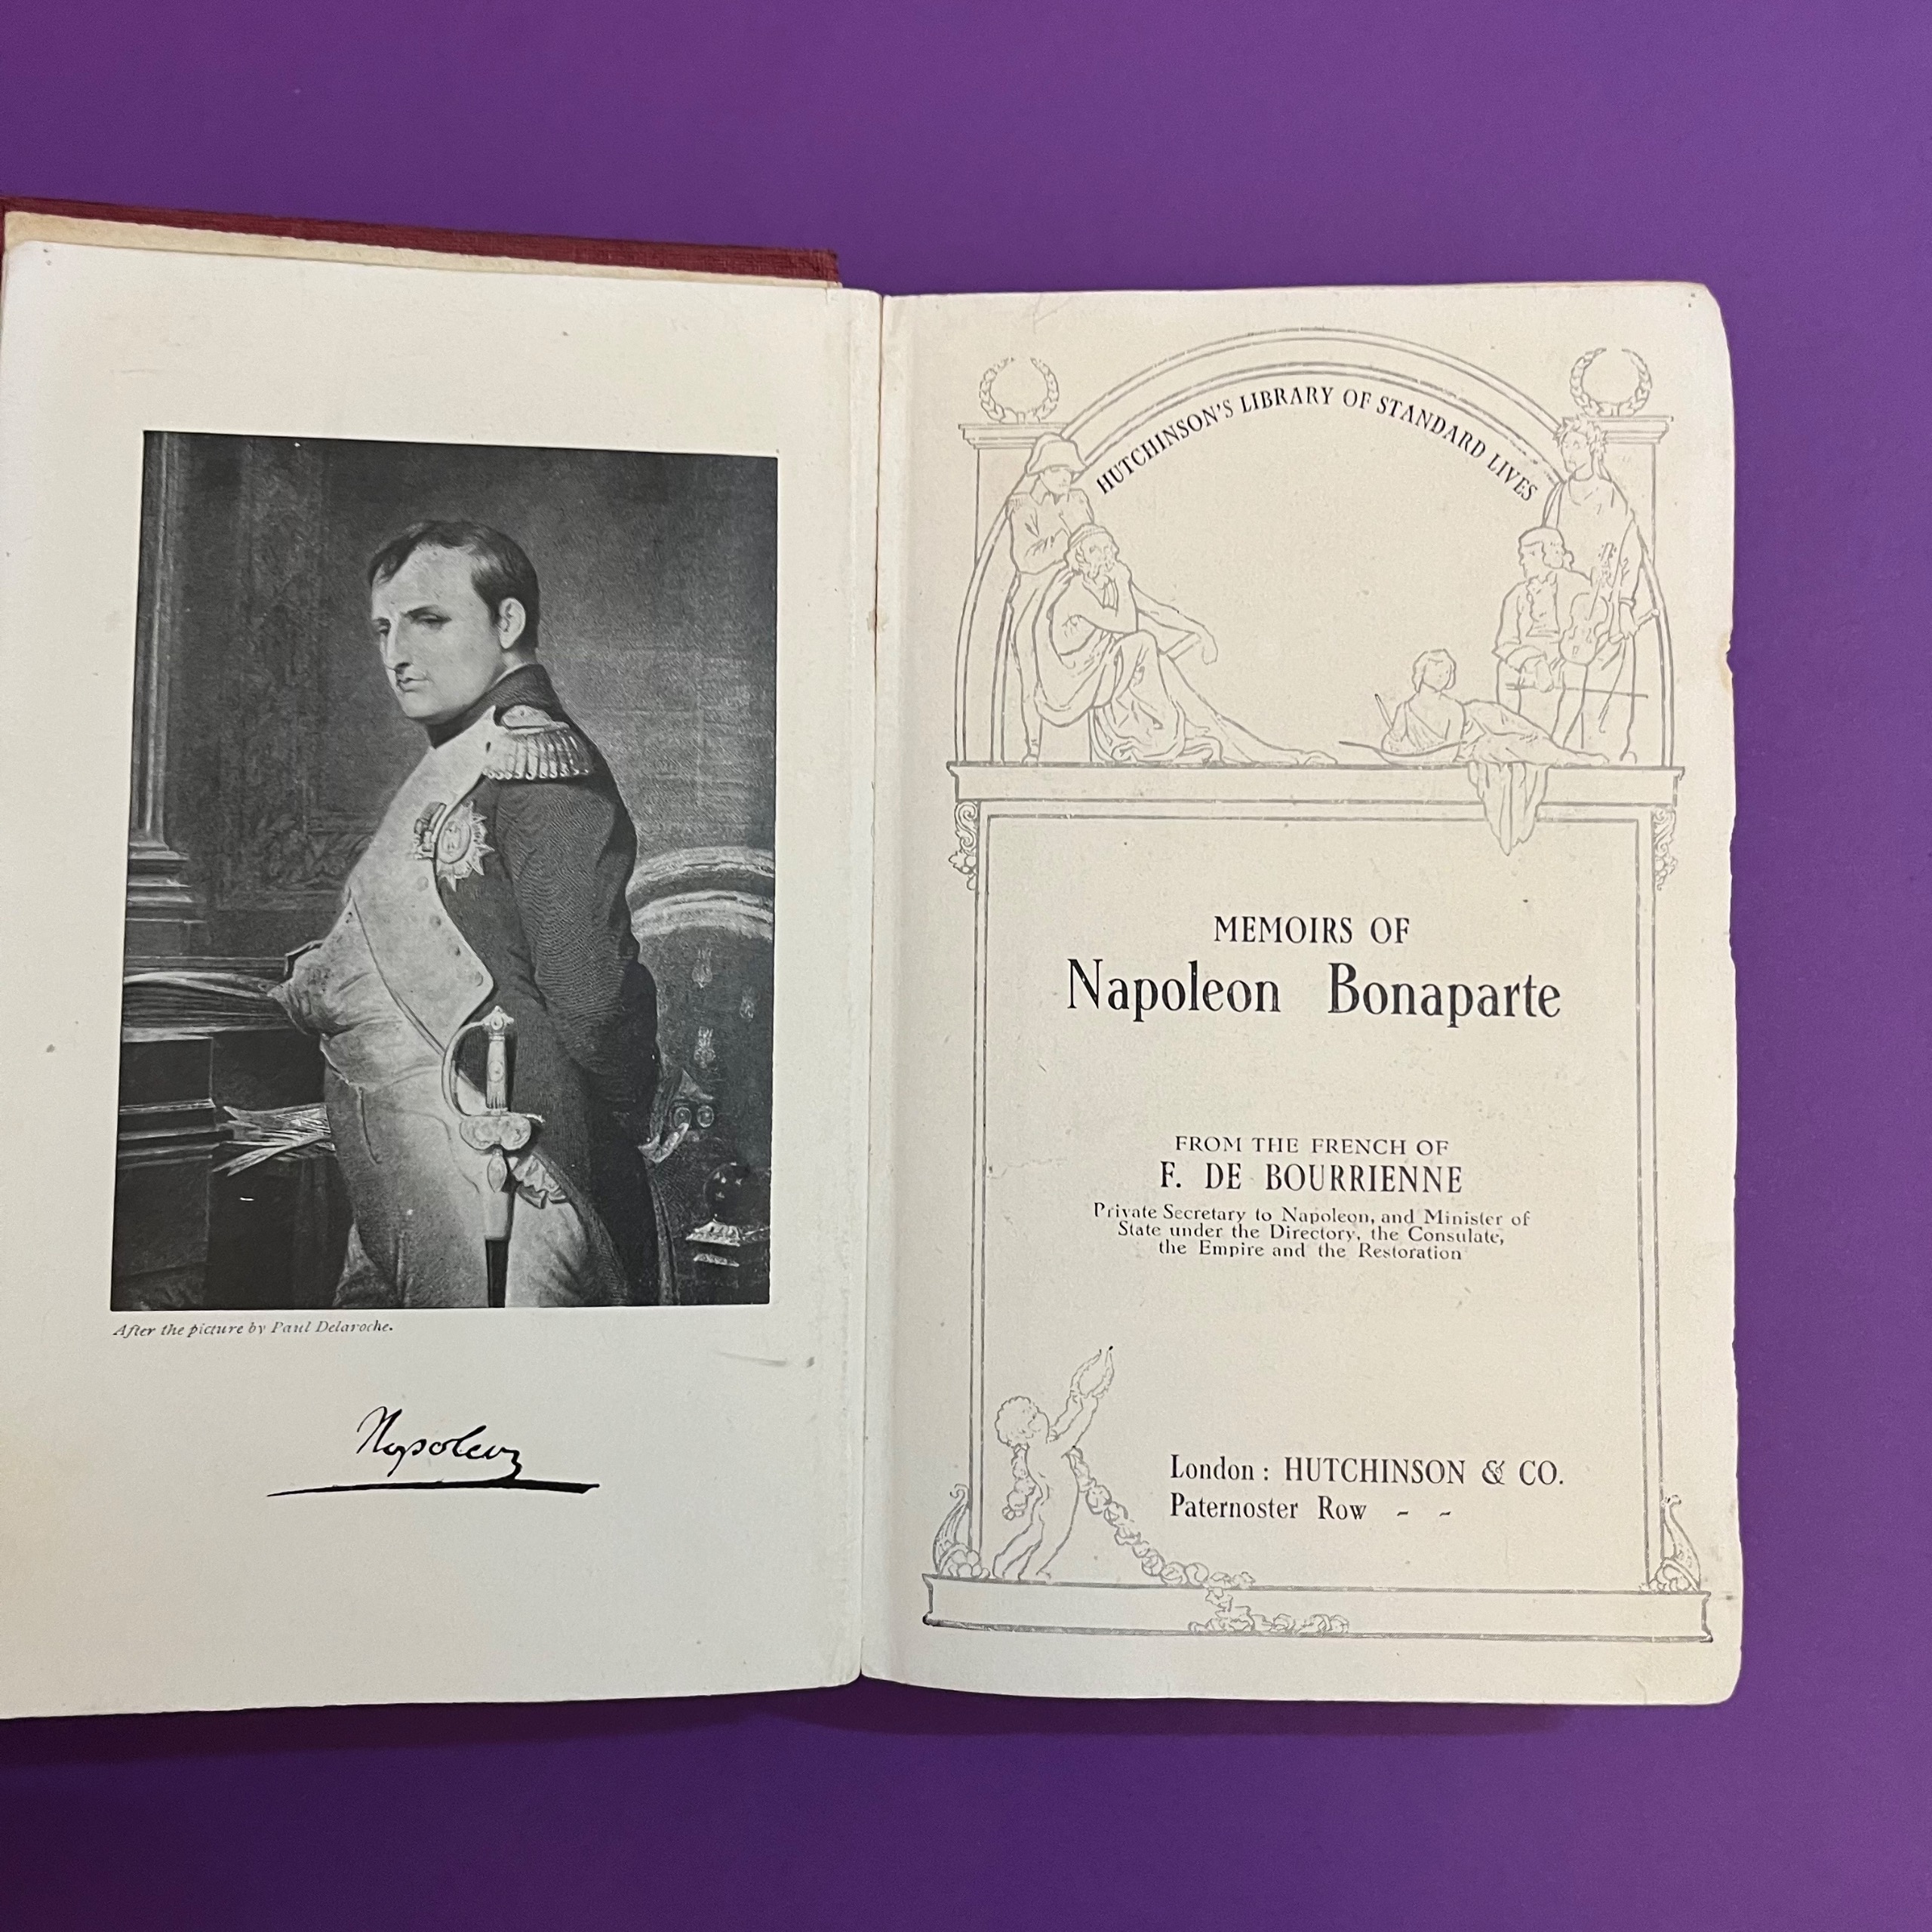 After the picture by Paul Delaroche.
Napoleon
HUTCHINSON'S LIBRARY OF STANDARD LIVES
MEMOIRS OF
Napoleon Bonaparte
FROM THE FRENCH OF
F. DE BOURRIENNE
Private Secretary to Napoleon, and Minister of
State under the Directory, the Consulate,
the Empire and the Restoration
London: HUTCHINSON & CO.
Paternoster Row - -